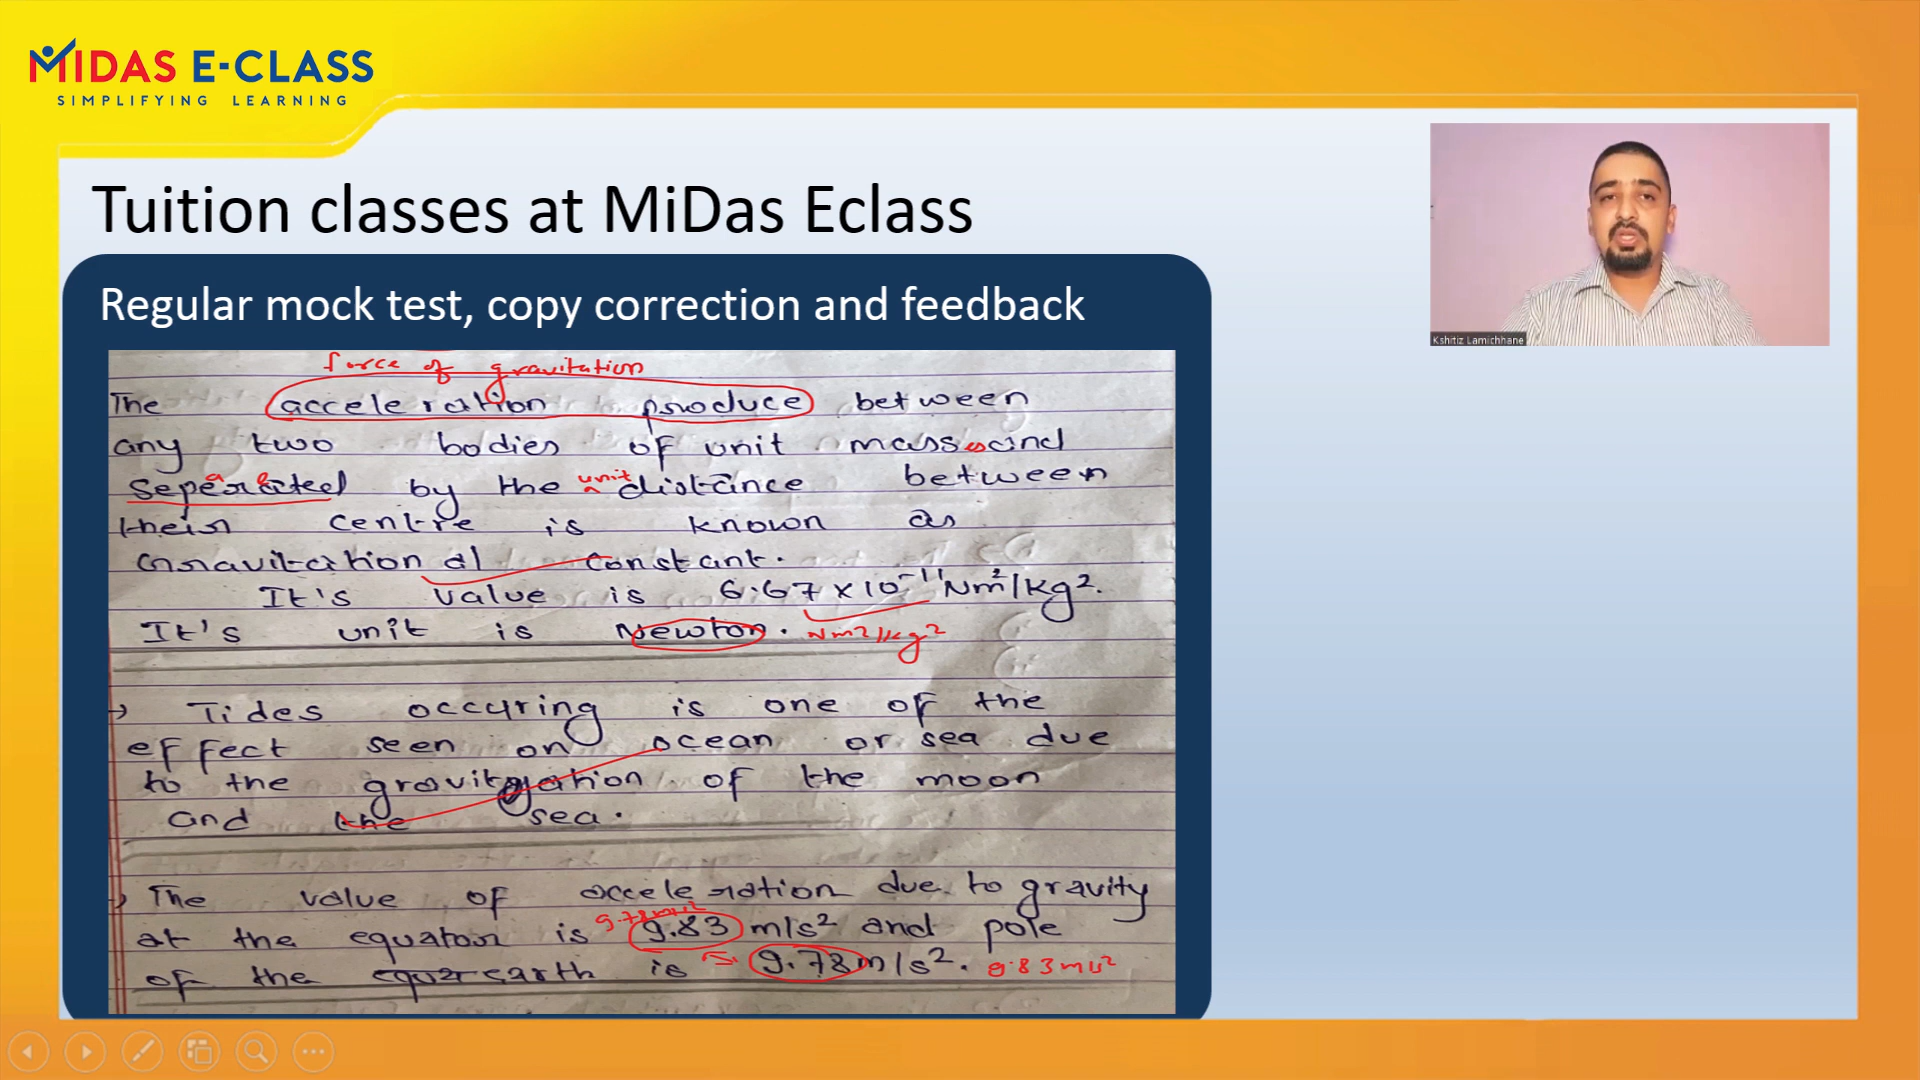 MIDAS E-CLASS
SIMPLIFYING LEARNING
Tuition classes at MiDas Eclass
Kshitiz Lamichhane
Regular mock test, copy correction and feedback
force of gravitation
The acceleration produce between
any two bodies of unit masses and
unit
seperated by the distance between
their centre is known as
Gravitational constant.
It's value is 6.67 x 10⁻¹¹ Nm²/kg².
It's unit is Newton. Nm²/kg²
→ Tides occuring is one of the
effect seen on ocean or sea due
to the gravitation of the moon
and the sea.
→ The value of acceleration due to gravity
9.78 m/s²
at the equator is 9.83 m/s² and pole
of the earth is 9.78 m/s². 9.83 m/s²